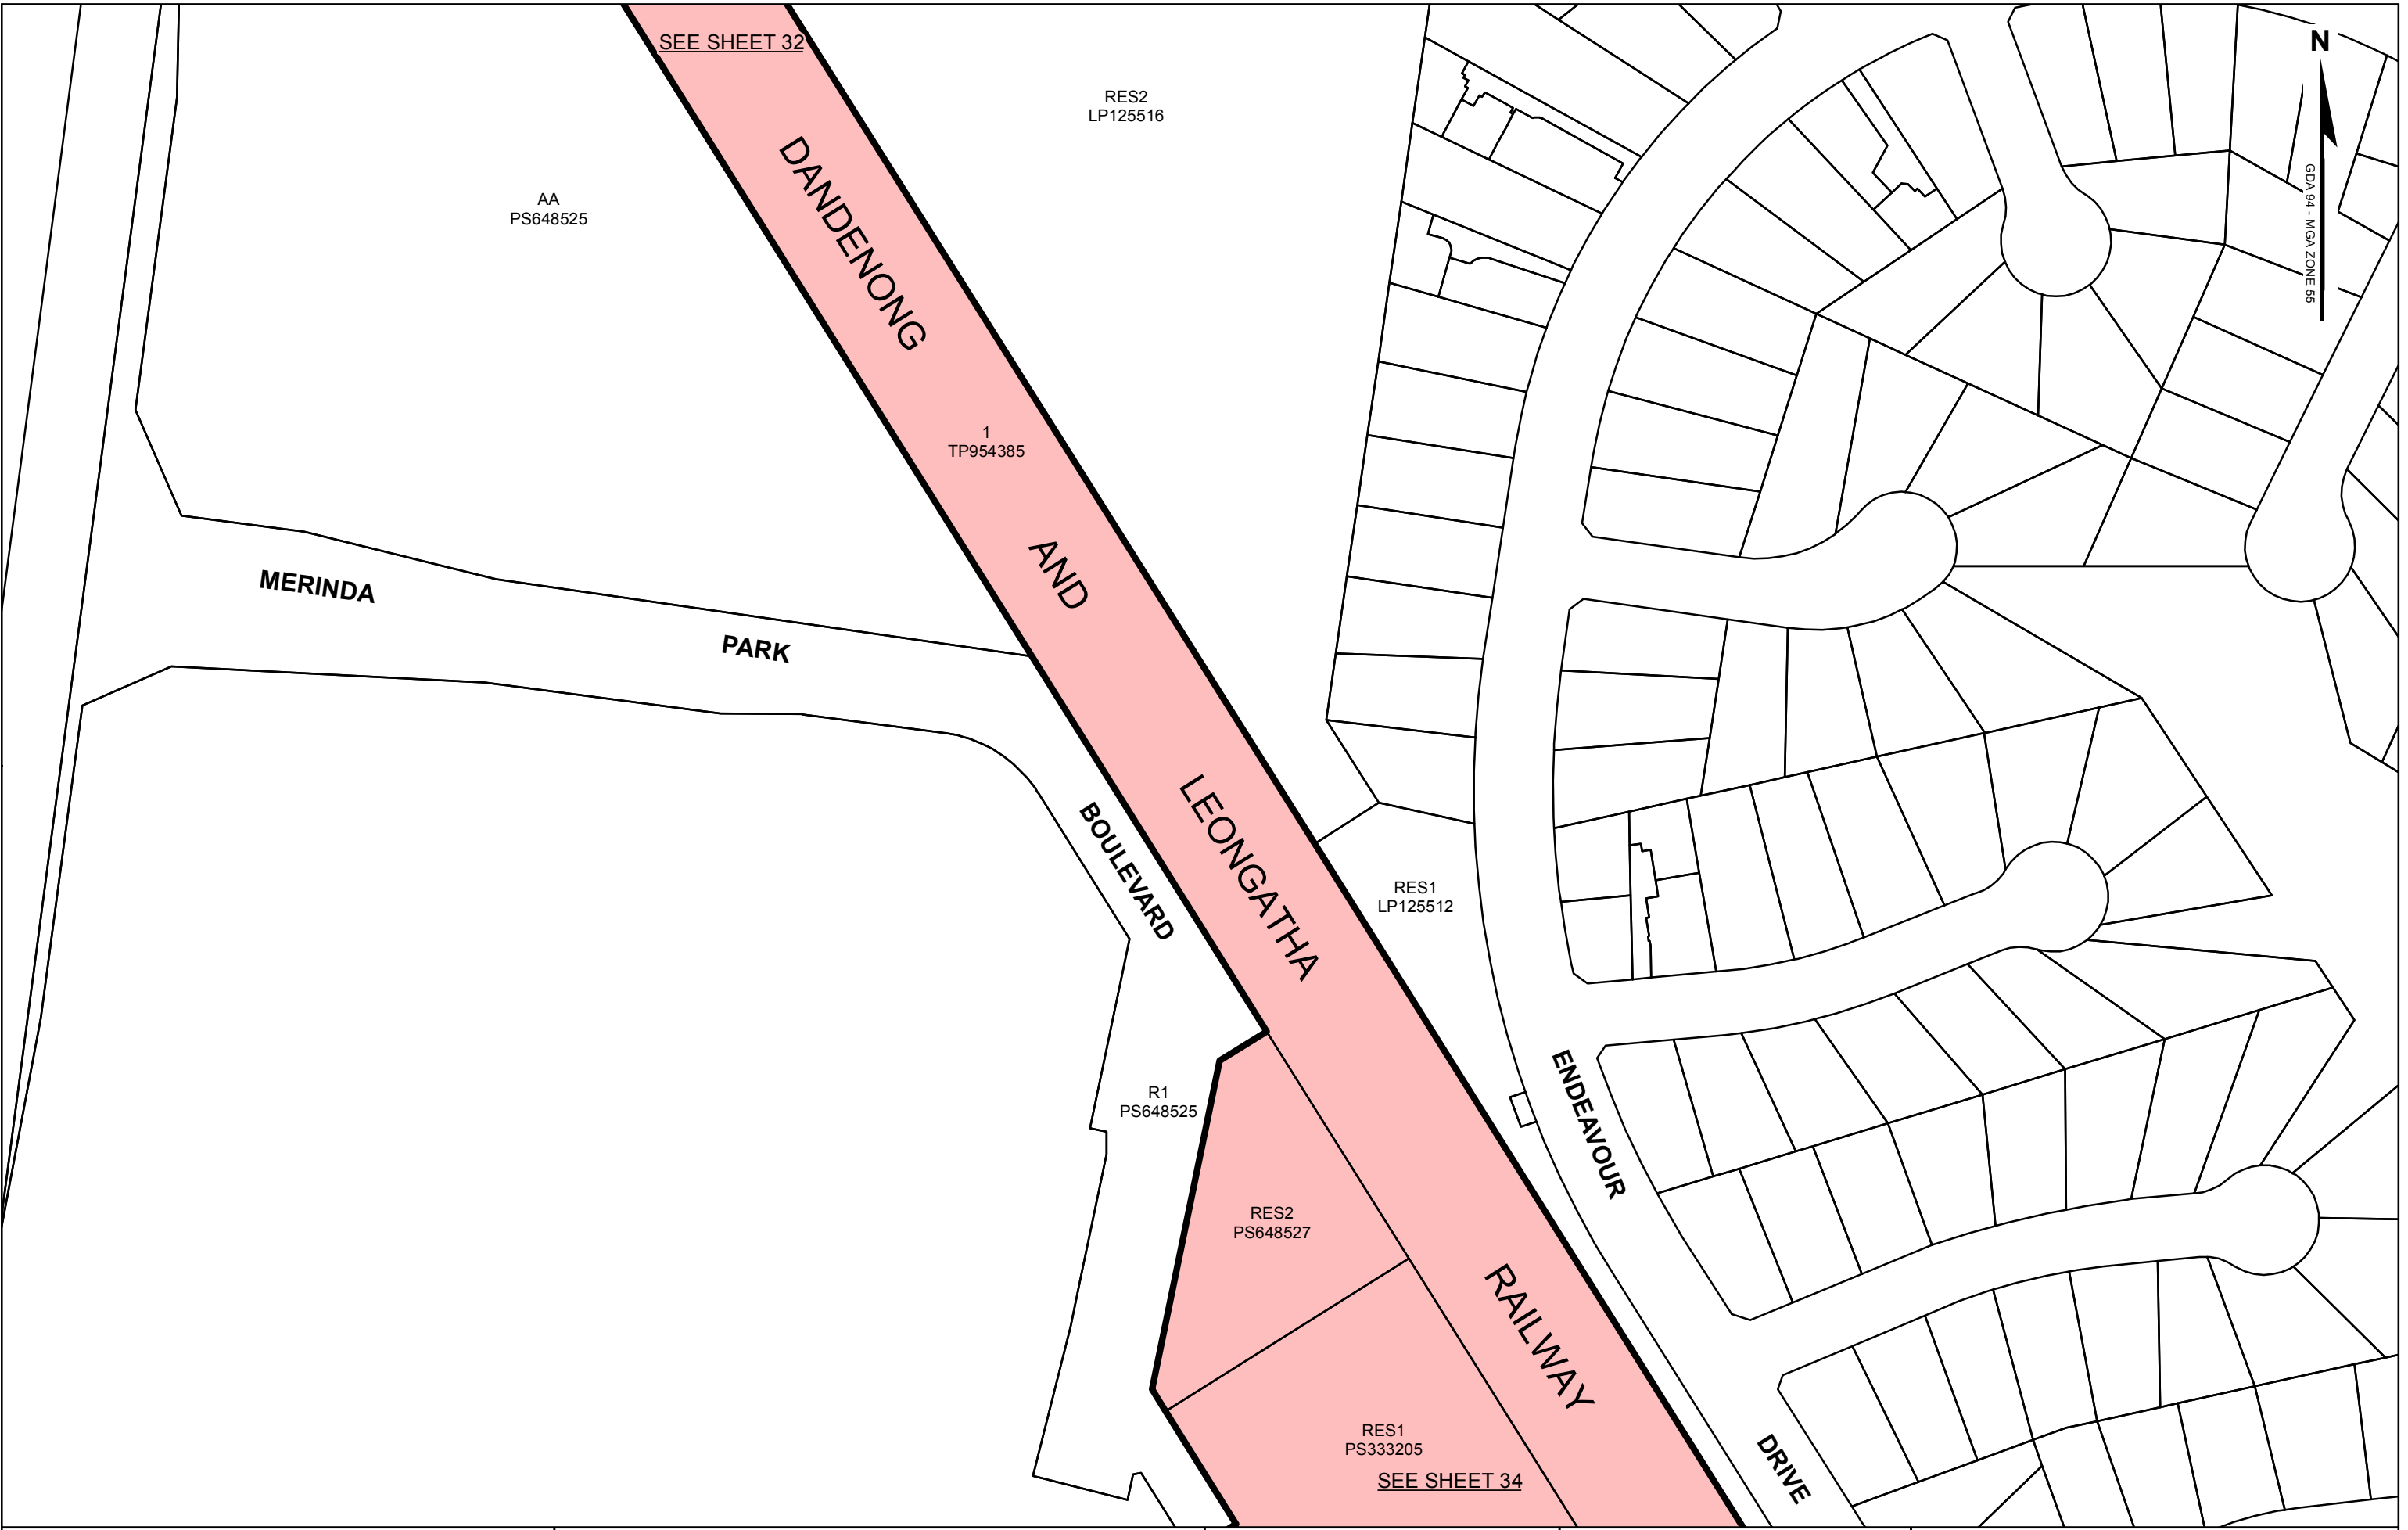 SEE SHEET 32
N
GDA 94 - MGA ZONE 55
RES2
LP125516
AA
PS648525
DANDENONG
1
TP954385
AND
MERINDA
PARK
LEONGATHA
BOULEVARD
RES1
LP125512
ENDEAVOUR
R1
PS648525
RES2
PS648527
RAILWAY
RES1
PS333205
DRIVE
SEE SHEET 34